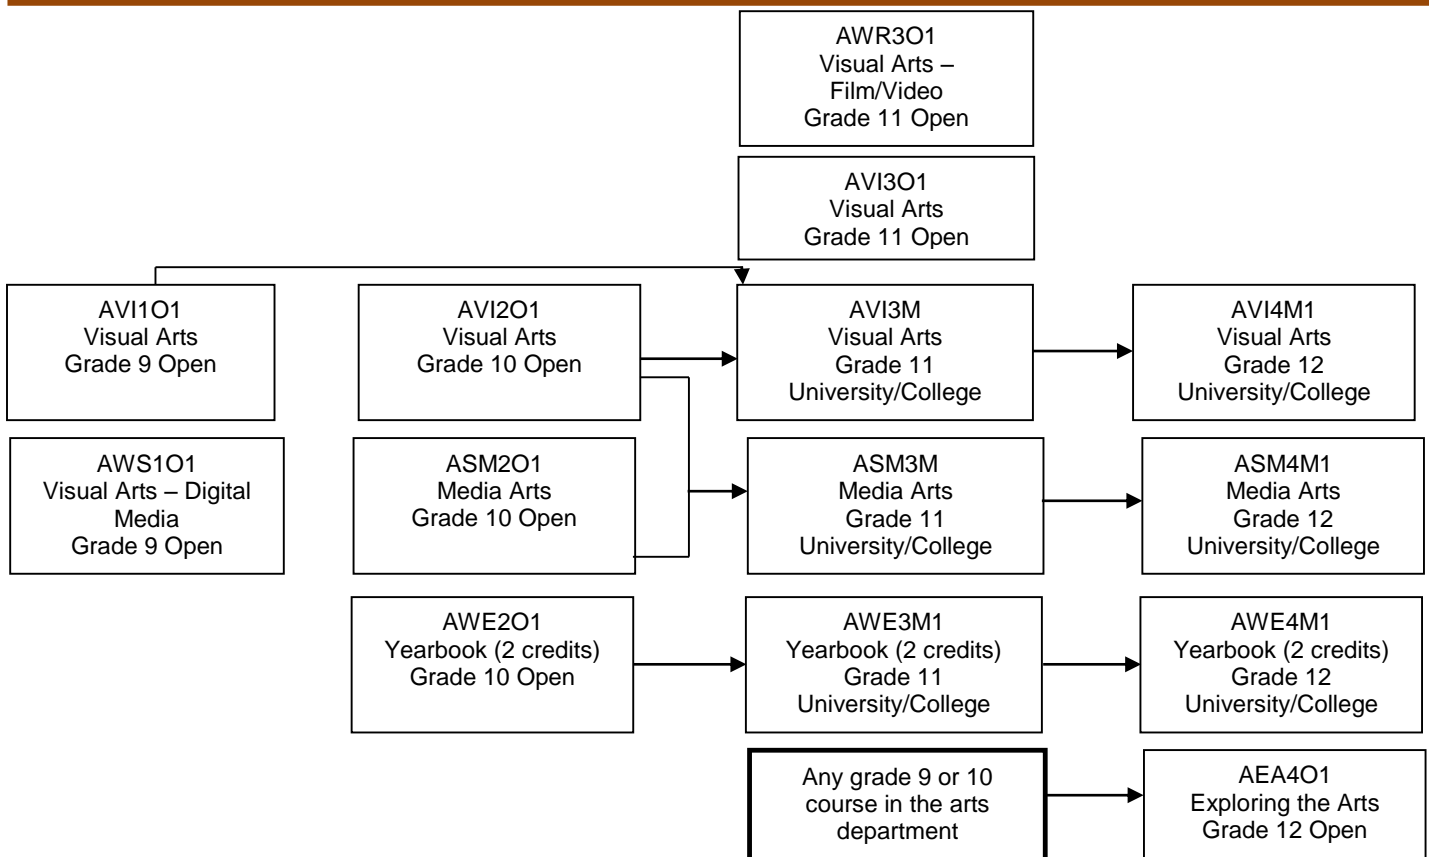 AWR3O1
Visual Arts –
Film/Video
Grade 11 Open
AVI3O1
Visual Arts
Grade 11 Open
AVI1O1
Visual Arts
Grade 9 Open
AVI2O1
Visual Arts
Grade 10 Open
AVI3M
Visual Arts
Grade 11
University/College
AVI4M1
Visual Arts
Grade 12
University/College
AWS1O1
Visual Arts – Digital
Media
Grade 9 Open
ASM2O1
Media Arts
Grade 10 Open
ASM3M
Media Arts
Grade 11
University/College
ASM4M1
Media Arts
Grade 12
University/College
AWE2O1
Yearbook (2 credits)
Grade 10 Open
AWE3M1
Yearbook (2 credits)
Grade 11
University/College
AWE4M1
Yearbook (2 credits)
Grade 12
University/College
Any grade 9 or 10
course in the arts
department
AEA4O1
Exploring the Arts
Grade 12 Open